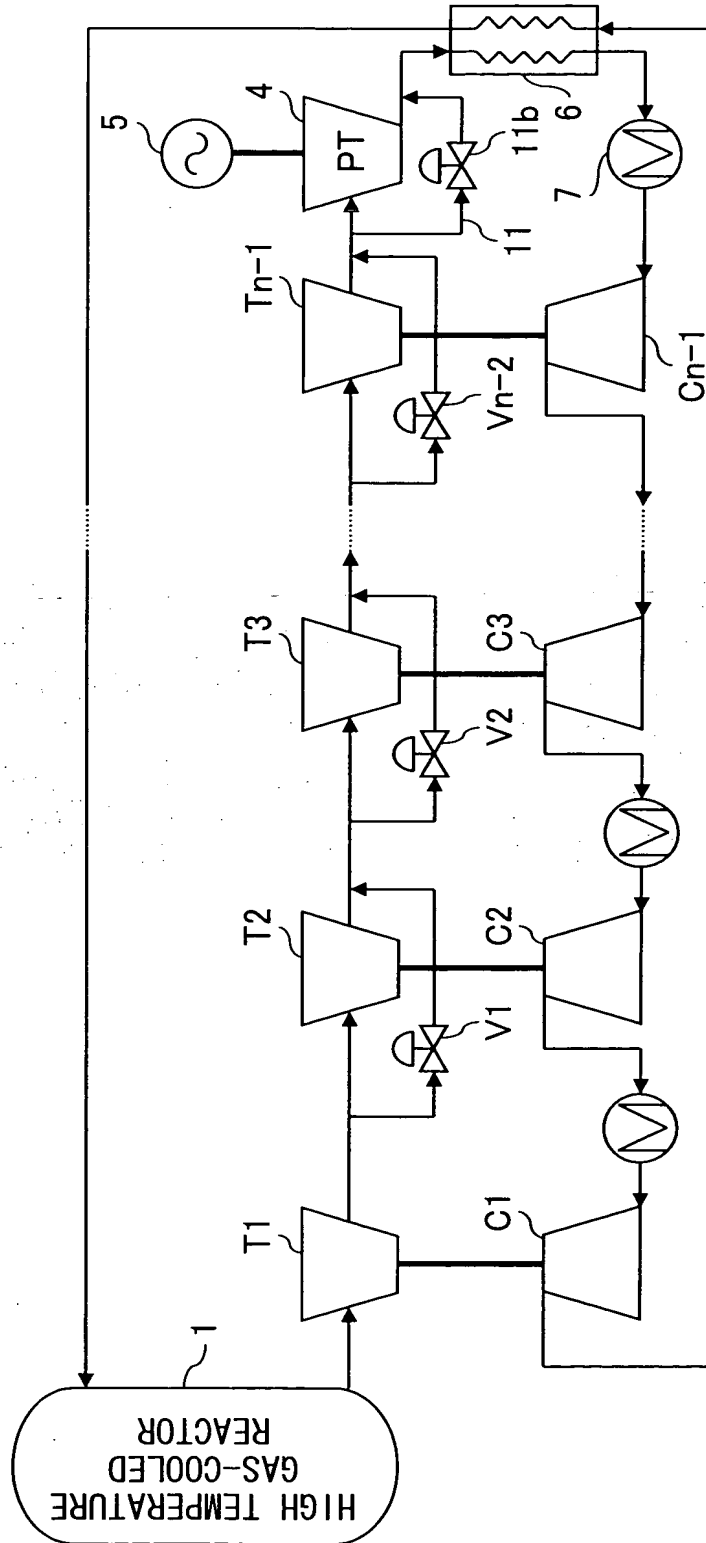 HIGH TEMPERATURE
GAS-COOLED
REACTOR
1
T1
T2
T3
Tn-1
5
4
PT
V1
V2
Vn-2
11
11b
6
7
C1
C2
C3
Cn-1